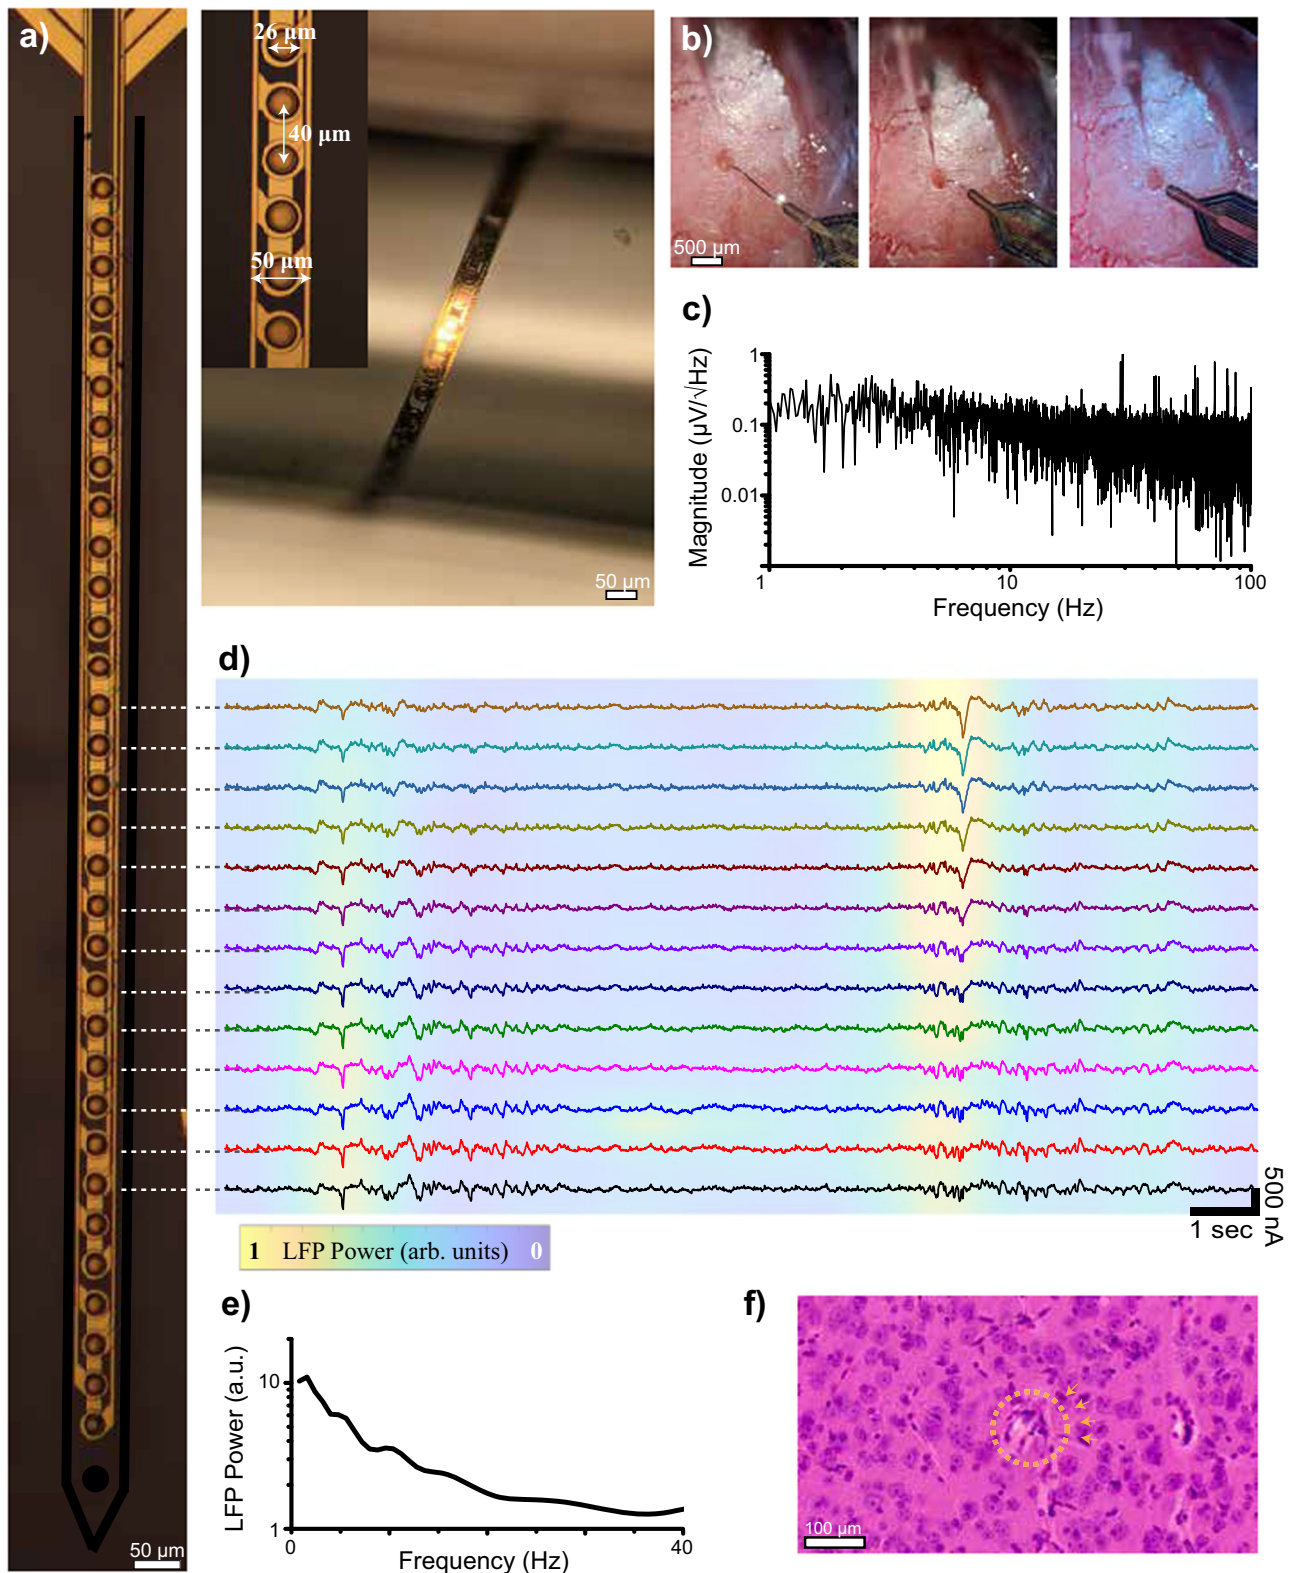 a)
26 µm
40 µm
50 µm
50 µm
50 µm
b)
500 µm
c)
Magnitude (µV/√Hz)
1
0.1
0.01
1
10
100
Frequency (Hz)
d)
500 nA
1 sec
1 LFP Power (arb. units) 0
e)
LFP Power (a.u.)
10
1
0
40
Frequency (Hz)
f)
100 µm